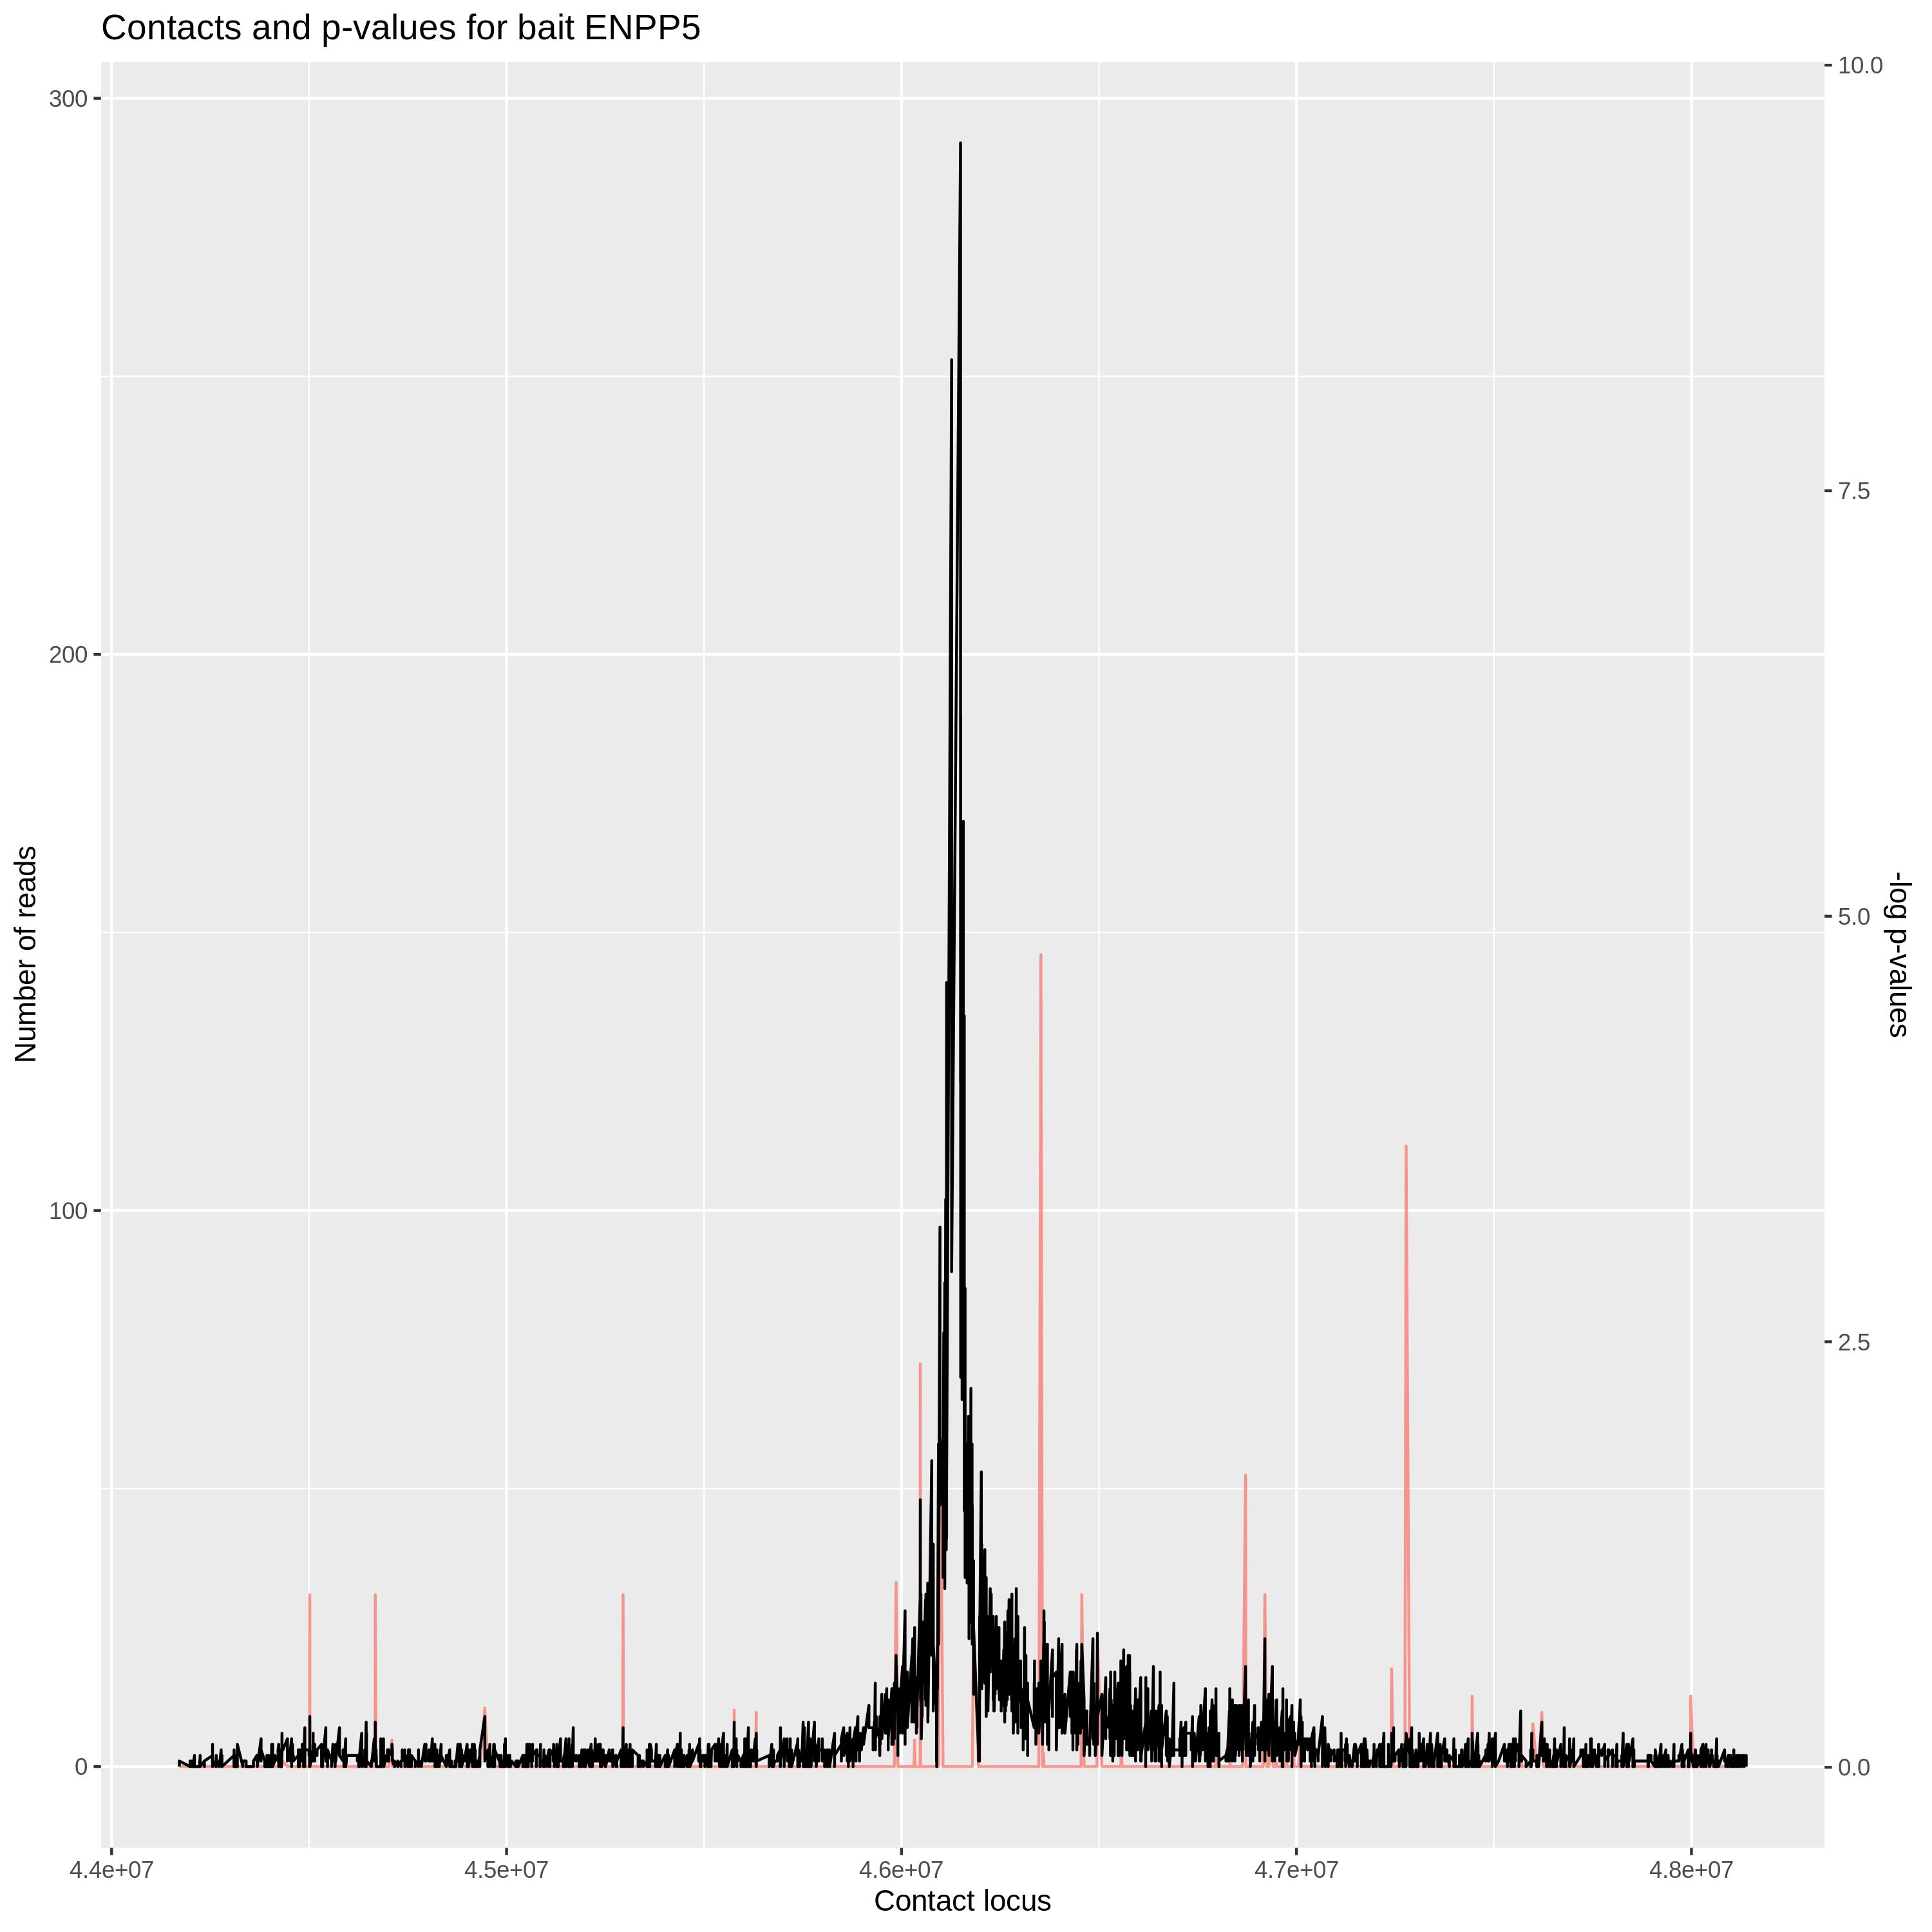 Contacts and p-values for bait ENPP5
300
200
100
0
Number of reads
10.0
7.5
5.0
2.5
0.0
-log p-values
4.4e+07
4.5e+07
4.6e+07
4.7e+07
4.8e+07
Contact locus